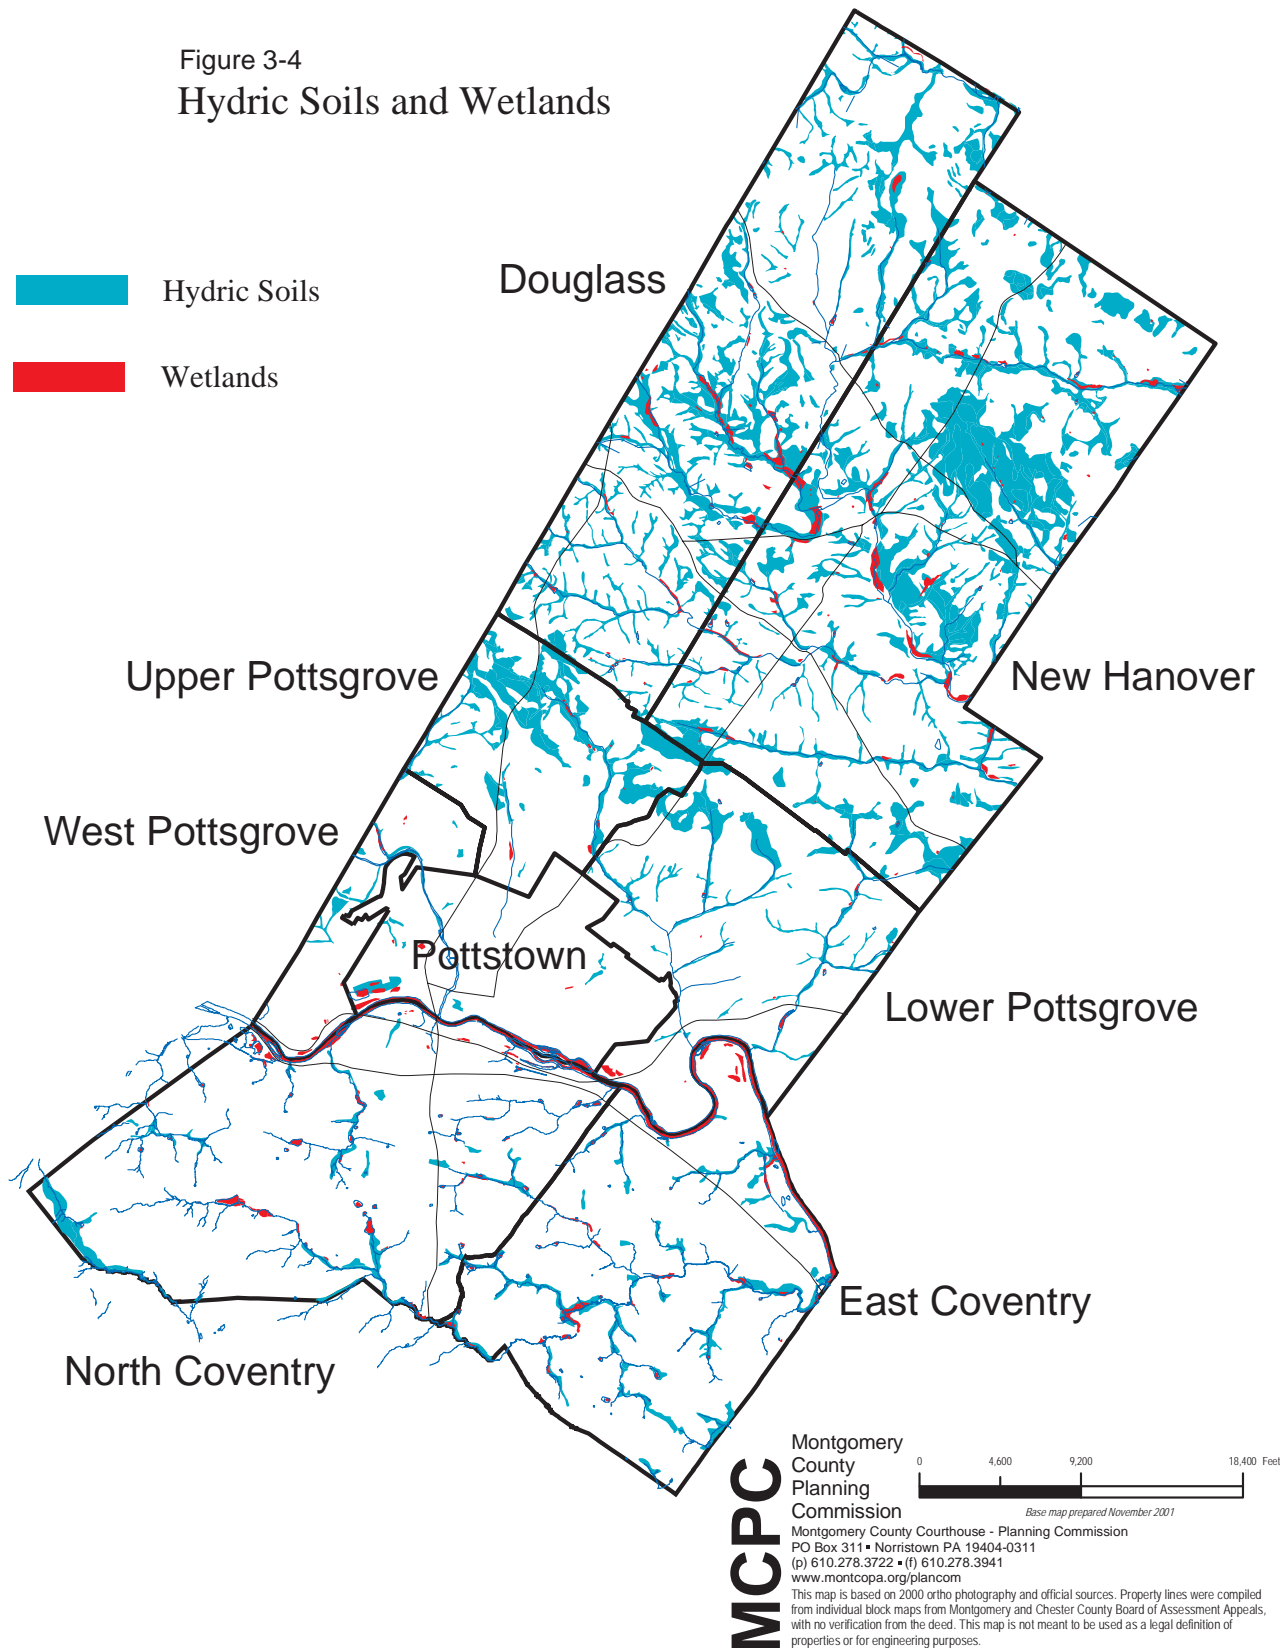 Figure 3-4
Hydric Soils and Wetlands
Hydric Soils
Wetlands
Douglass
Upper Pottsgrove
New Hanover
West Pottsgrove
Pottstown
Lower Pottsgrove
East Coventry
North Coventry
MCPC
Montgomery
County
Planning
Commission
0 4,600 9,200 18,400 Feet
Base map prepared November 2001
Montgomery County Courthouse - Planning Commission
PO Box 311 ▪ Norristown PA 19404-0311
(p) 610.278.3722 ▪ (f) 610.278.3941
www.montcopa.org/plancom
This map is based on 2000 ortho photography and official sources. Property lines were compiled
from individual block maps from Montgomery and Chester County Board of Assessment Appeals,
with no verification from the deed. This map is not meant to be used as a legal definition of
properties or for engineering purposes.